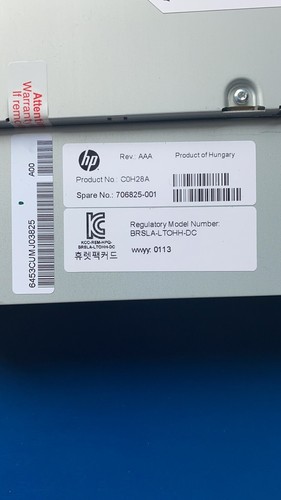 Attent
Warrant
If remo
A00
6453CUMJ03825
hp
Rev.: AAA
Product of Hungary
Product No.: C0H28A
Spare No.: 706825-001
KCC-REM-HPG-
BRSLA-LTOHH-DC
휴렛팩커드
Regulatory Model Number:
BRSLA-LTOHH-DC
wwyy: 0113